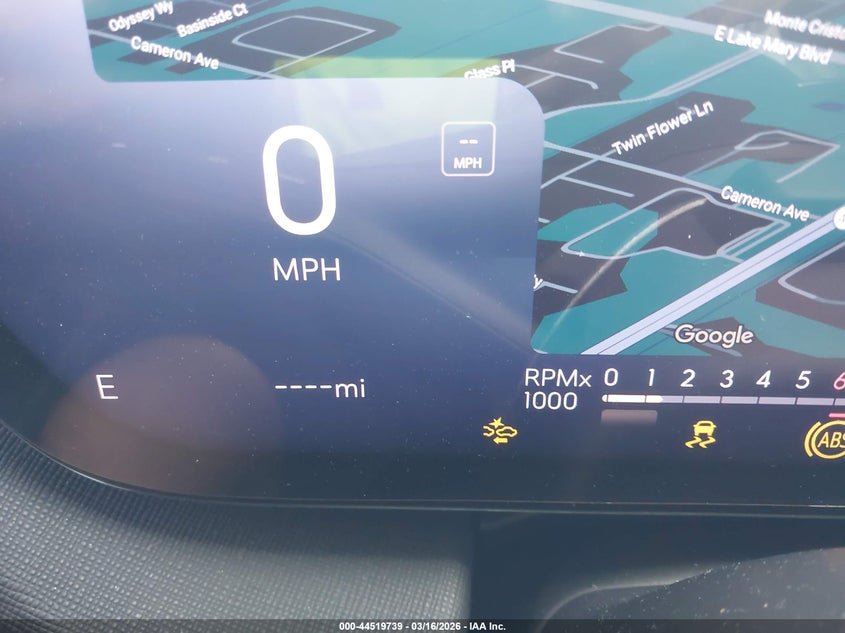 Odyssey Wy
Basinside Ct
Cameron Ave
Glass Pl
Monte Cristo
E Lake Mary Blvd
Twin Flower Ln
Cameron Ave
Google
0
MPH
--
MPH
E
----mi
RPMx
1000
0 1 2 3 4 5 6
ABS
000-44519739 - 03/16/2026 - IAA Inc.